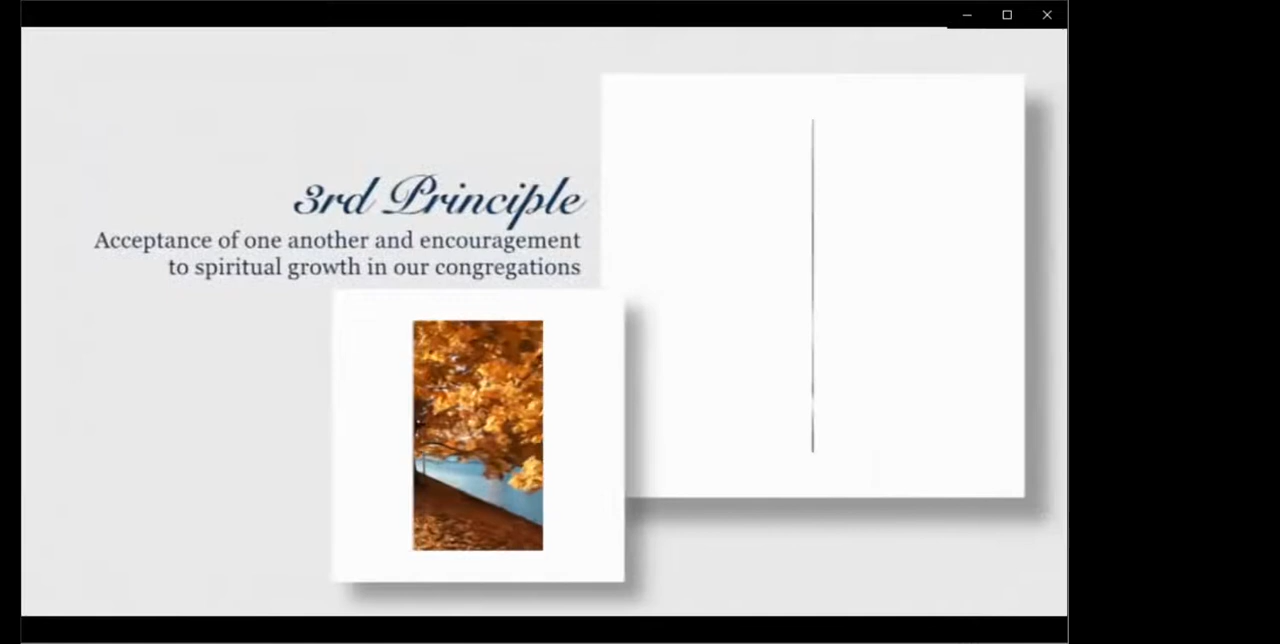 3rd Principle
Acceptance of one another and encouragement
to spiritual growth in our congregations